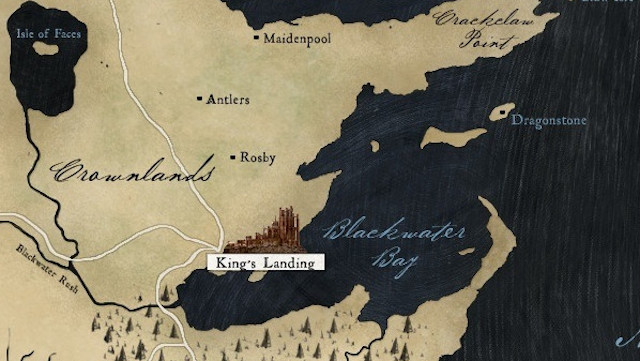 Crackclaw
Point
Isle of Faces
Maidenpool
Antlers
Dragonstone
Rosby
Crownlands
Blackwater
Bay
King's Landing
Blackwater Rush